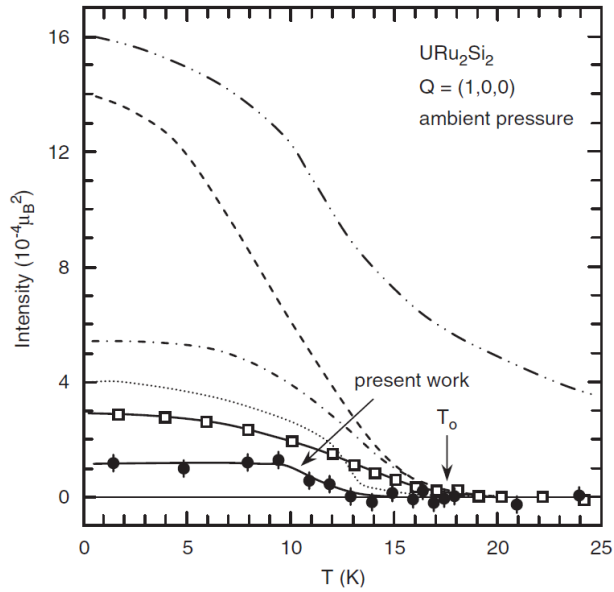 16
12
8
4
0
Intensity (10⁻⁴μ_B²)
URu₂Si₂
Q = (1,0,0)
ambient pressure
present work
Tₒ
0 5 10 15 20 25
T (K)